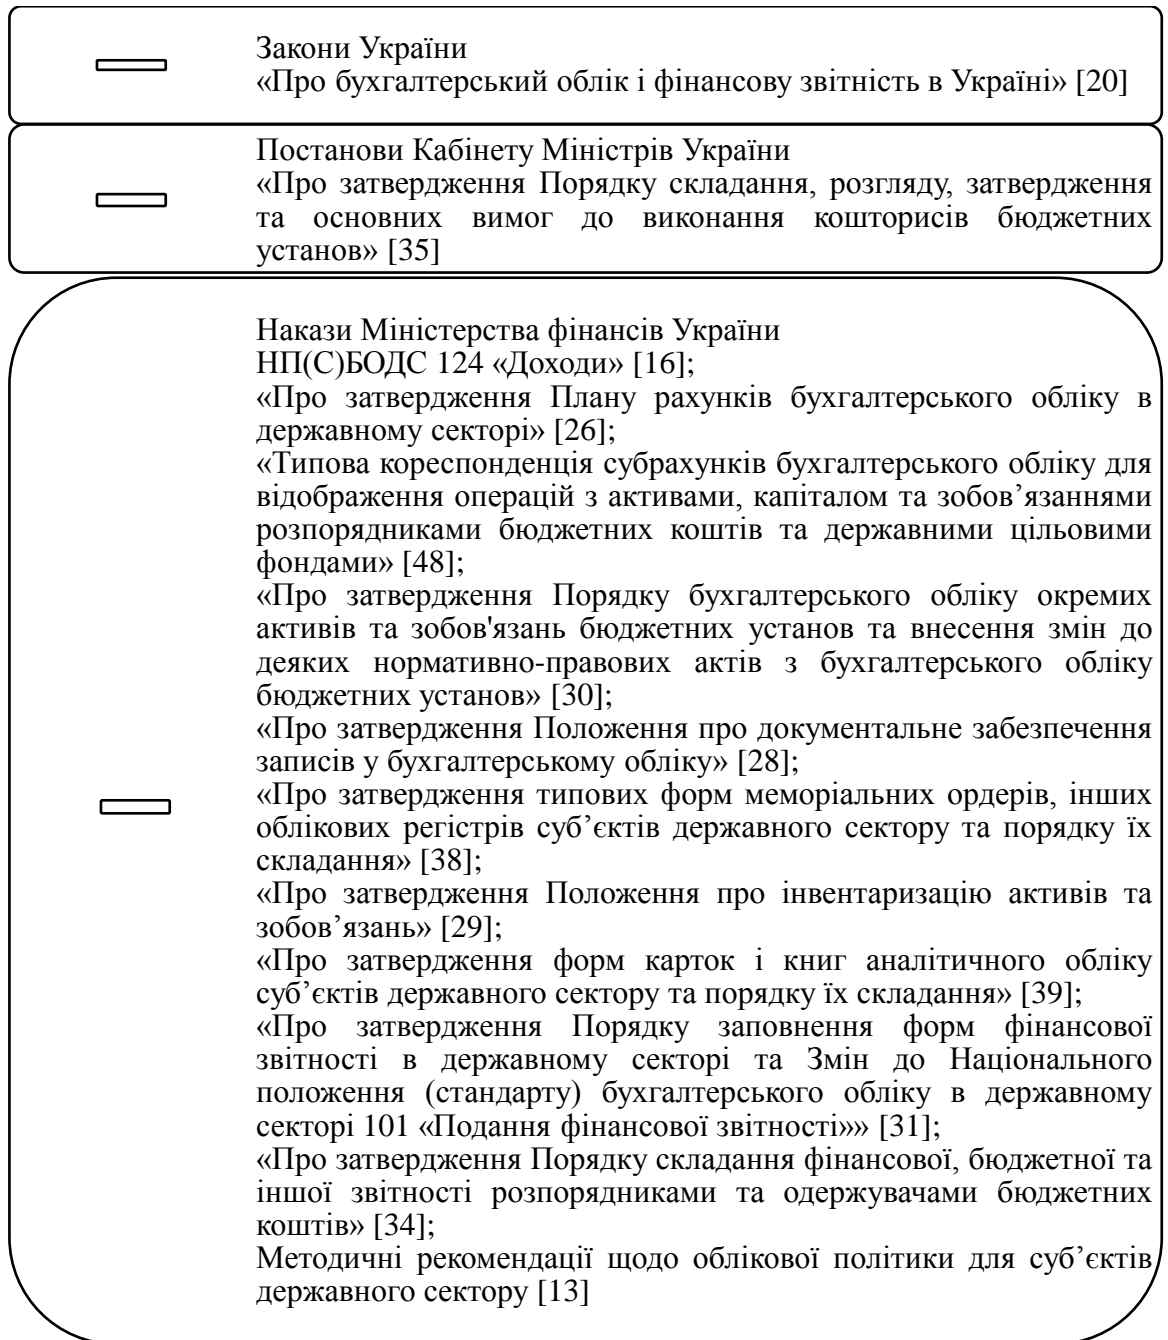 Закони України
«Про бухгалтерський облік і фінансову звітність в Україні» [20]
Постанови Кабінету Міністрів України
«Про затвердження Порядку складання, розгляду, затвердження
та основних вимог до виконання кошторисів бюджетних
установ» [35]
Накази Міністерства фінансів України
НП(С)БОДС 124 «Доходи» [16];
«Про затвердження Плану рахунків бухгалтерського обліку в
державному секторі» [26];
«Типова кореспонденція субрахунків бухгалтерського обліку для
відображення операцій з активами, капіталом та зобов’язаннями
розпорядниками бюджетних коштів та державними цільовими
фондами» [48];
«Про затвердження Порядку бухгалтерського обліку окремих
активів та зобов'язань бюджетних установ та внесення змін до
деяких нормативно-правових актів з бухгалтерського обліку
бюджетних установ» [30];
«Про затвердження Положення про документальне забезпечення
записів у бухгалтерському обліку» [28];
«Про затвердження типових форм меморіальних ордерів, інших
облікових регістрів суб’єктів державного сектору та порядку їх
складання» [38];
«Про затвердження Положення про інвентаризацію активів та
зобов’язань» [29];
«Про затвердження форм карток і книг аналітичного обліку
суб’єктів державного сектору та порядку їх складання» [39];
«Про затвердження Порядку заповнення форм фінансової
звітності в державному секторі та Змін до Національного
положення (стандарту) бухгалтерського обліку в державному
секторі 101 «Подання фінансової звітності»» [31];
«Про затвердження Порядку складання фінансової, бюджетної та
іншої звітності розпорядниками та одержувачами бюджетних
коштів» [34];
Методичні рекомендації щодо облікової політики для суб’єктів
державного сектору [13]